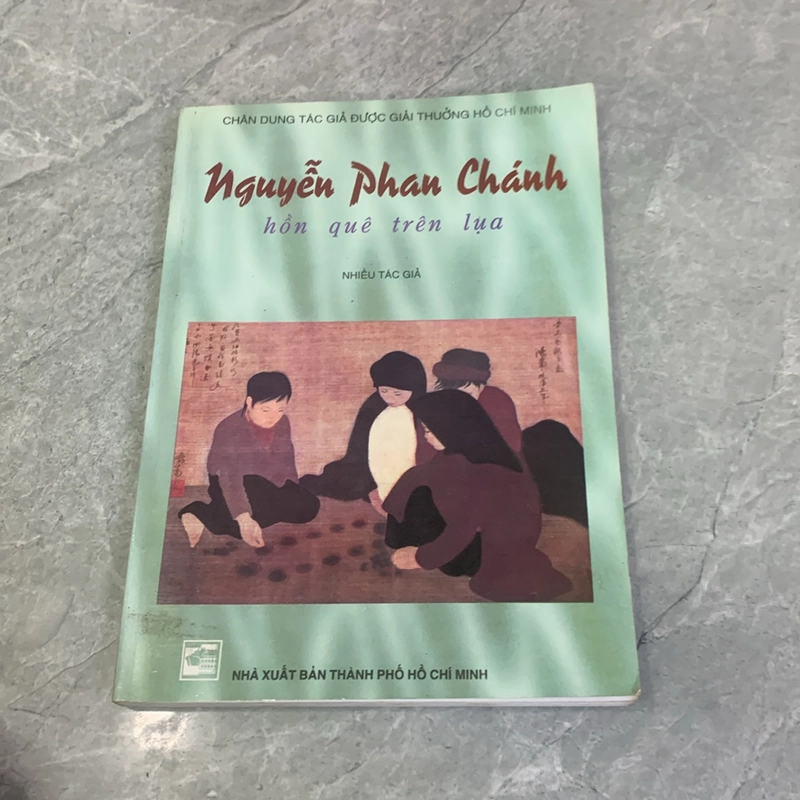 CHÂN DUNG TÁC GIẢ ĐƯỢC GIẢI THƯỞNG HỒ CHÍ MINH
Nguyễn Phan Chánh
hồn quê trên lụa
NHIỀU TÁC GIẢ
NHÀ XUẤT BẢN THÀNH PHỐ HỒ CHÍ MINH